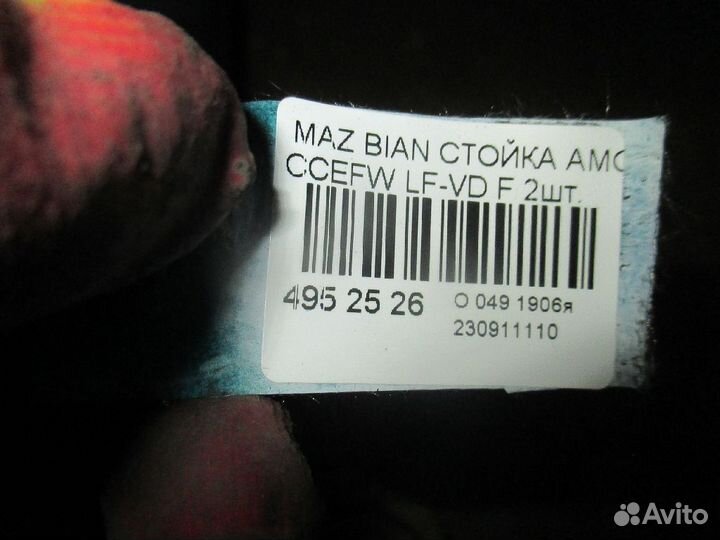 MAZ BIAN СТОЙКА АМО
CCEFW LF-VD F 2шт.
495 25 26
О 049 1906я
230911110
Avito